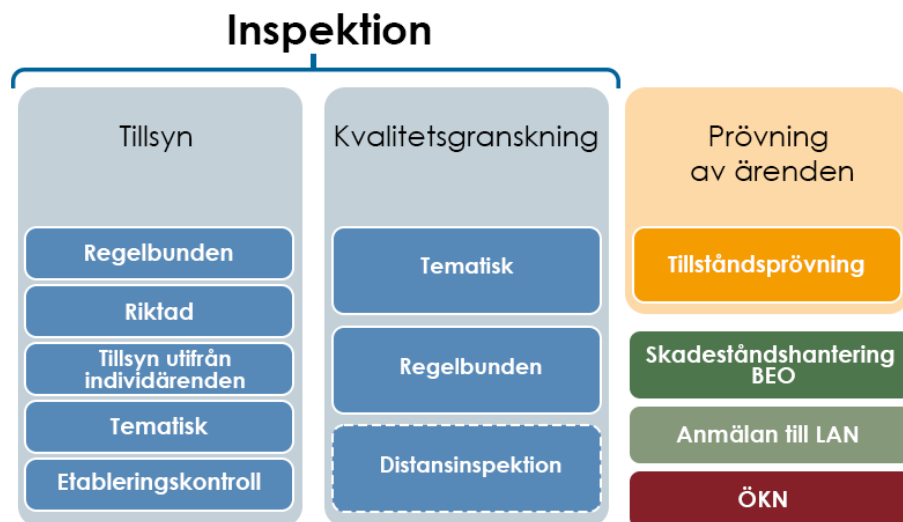 Inspektion
Tillsyn
Regelbunden
Riktad
Tillsyn utifrån
individärenden
Tematisk
Etableringskontroll
Kvalitetsgranskning
Tematisk
Regelbunden
Distansinspektion
Prövning
av ärenden
Tillståndsprövning
Skadeståndshantering
BEO
Anmälan till LAN
ÖKN